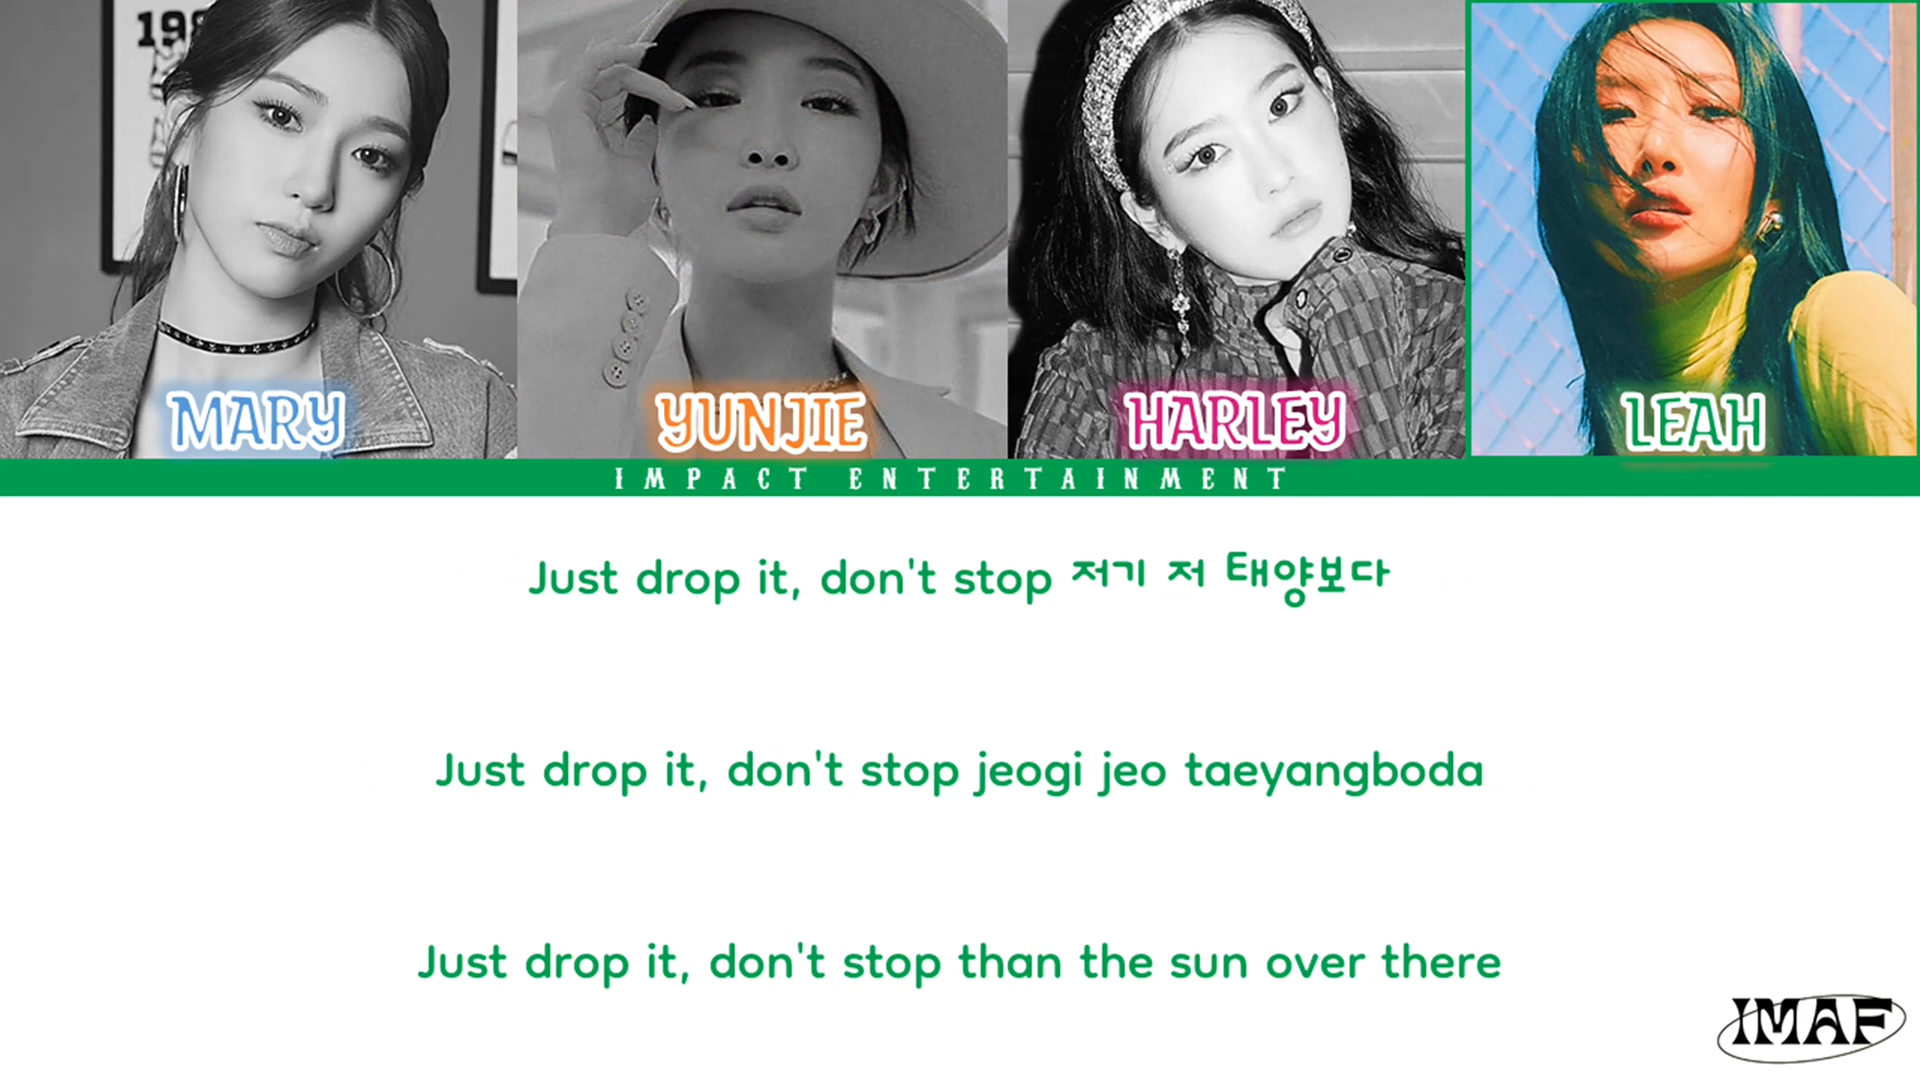 198
MARY
YUNJIE
HARLEY
LEAH
IMPACT ENTERTAINMENT
Just drop it, don't stop 저기 저 태양보다
Just drop it, don't stop jeogi jeo taeyangboda
Just drop it, don't stop than the sun over there
IMAF